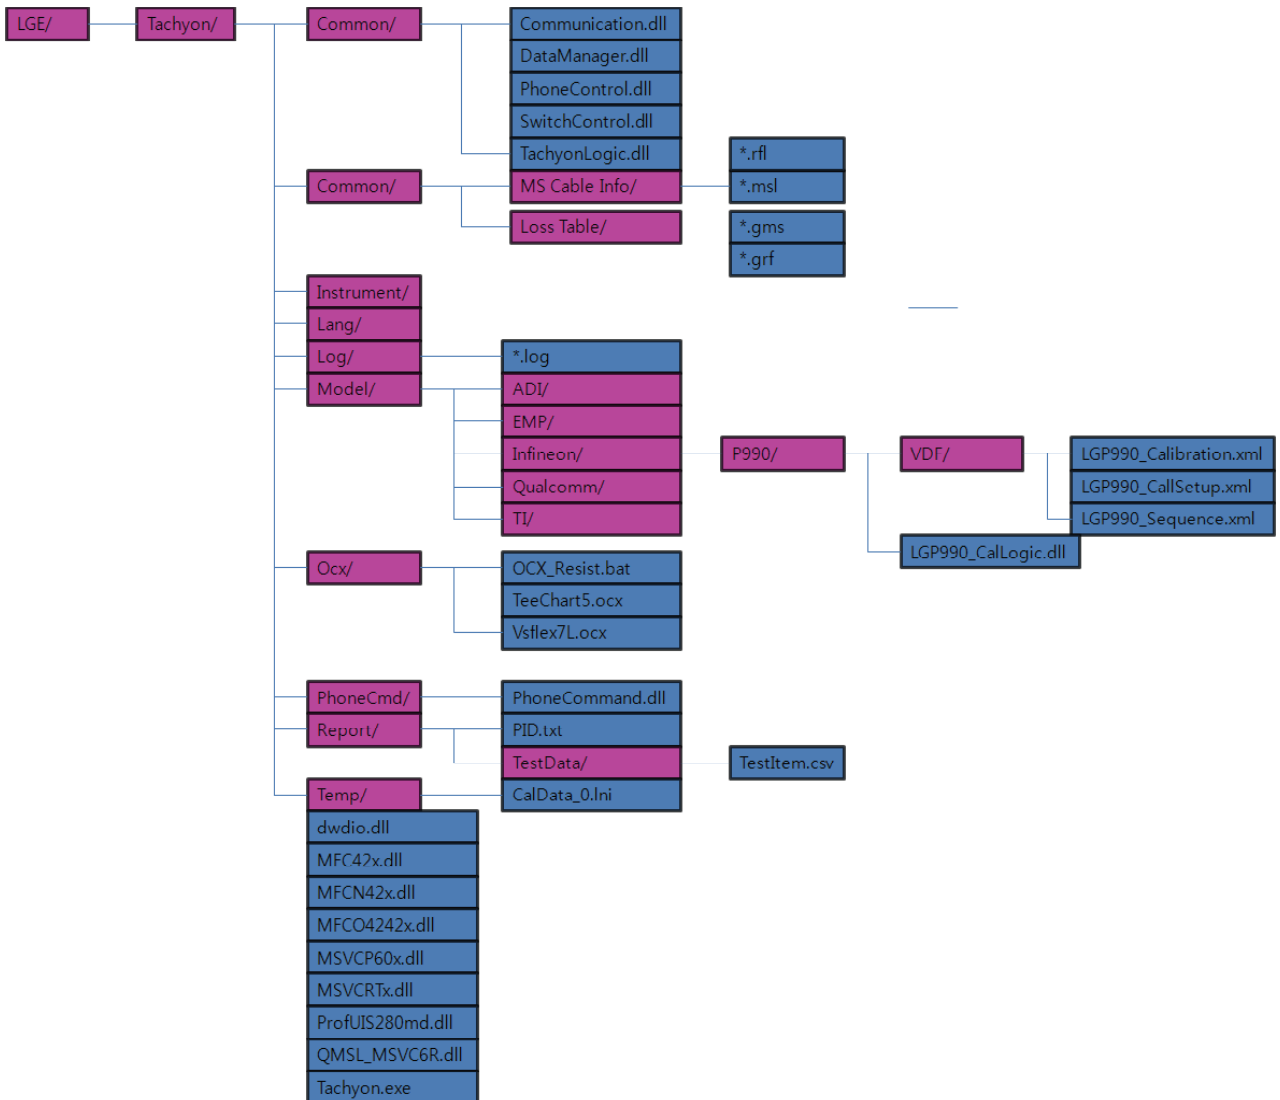 LGE/
Tachyon/
Common/
Communication.dll
DataManager.dll
PhoneControl.dll
SwitchControl.dll
TachyonLogic.dll
*.rfl
Common/
MS Cable Info/
*.msl
Loss Table/
*.gms
*.grf
Instrument/
Lang/
Log/
*.log
Model/
ADI/
EMP/
Infineon/
P990/
VDF/
LGP990_Calibration.xml
Qualcomm/
LGP990_CallSetup.xml
TI/
LGP990_Sequence.xml
LGP990_CalLogic.dll
Ocx/
OCX_Resist.bat
TeeChart5.ocx
Vsflex7L.ocx
PhoneCmd/
PhoneCommand.dll
Report/
PID.txt
TestData/
TestItem.csv
Temp/
CalData_0.Ini
dwdio.dll
MFC42x.dll
MFCN42x.dll
MFCO4242x.dll
MSVCP60x.dll
MSVCRTx.dll
ProfUIS280md.dll
QMSL_MSVC6R.dll
Tachyon.exe